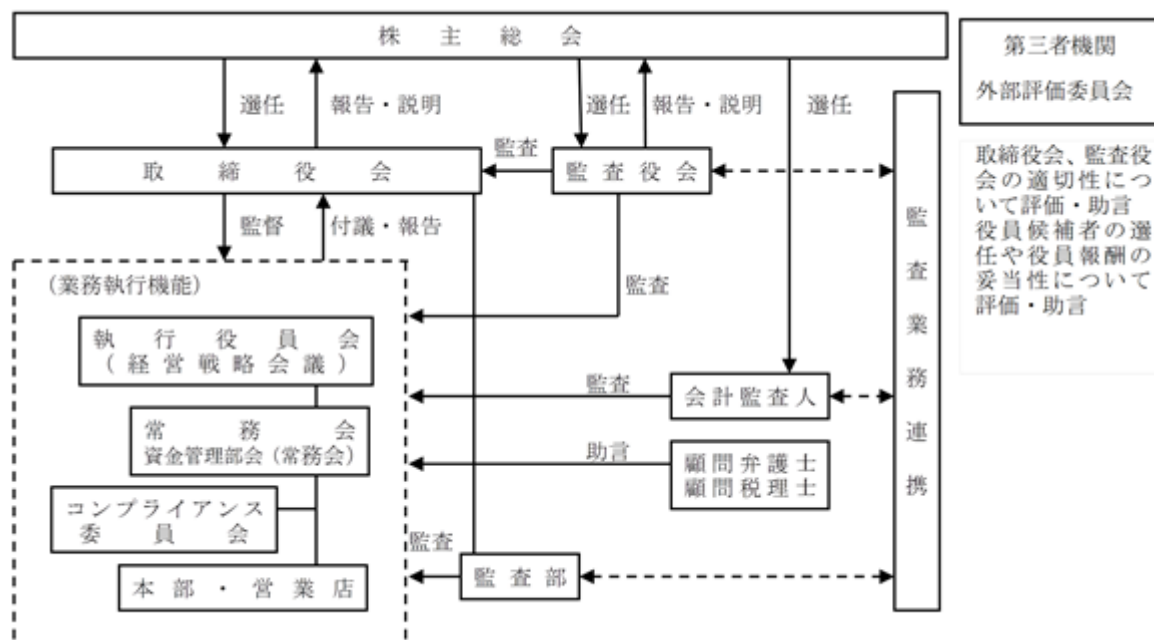 株主総会
第三者機関
外部評価委員会
選任
報告・説明
選任
報告・説明
選任
取締役会
監査
監査役会
取締役会、監査役
会の適切性につ
いて評価・助言
役員候補者の選
任や役員報酬の
妥当性について
評価・助言
監督
付議・報告
監査業務連携
(業務執行機能)
監査
執行役員会
(経営戦略会議)
監査
会計監査人
常務会
資金管理部会(常務会)
助言
顧問弁護士
顧問税理士
コンプライアンス
委員会
監査
監査部
本部・営業店